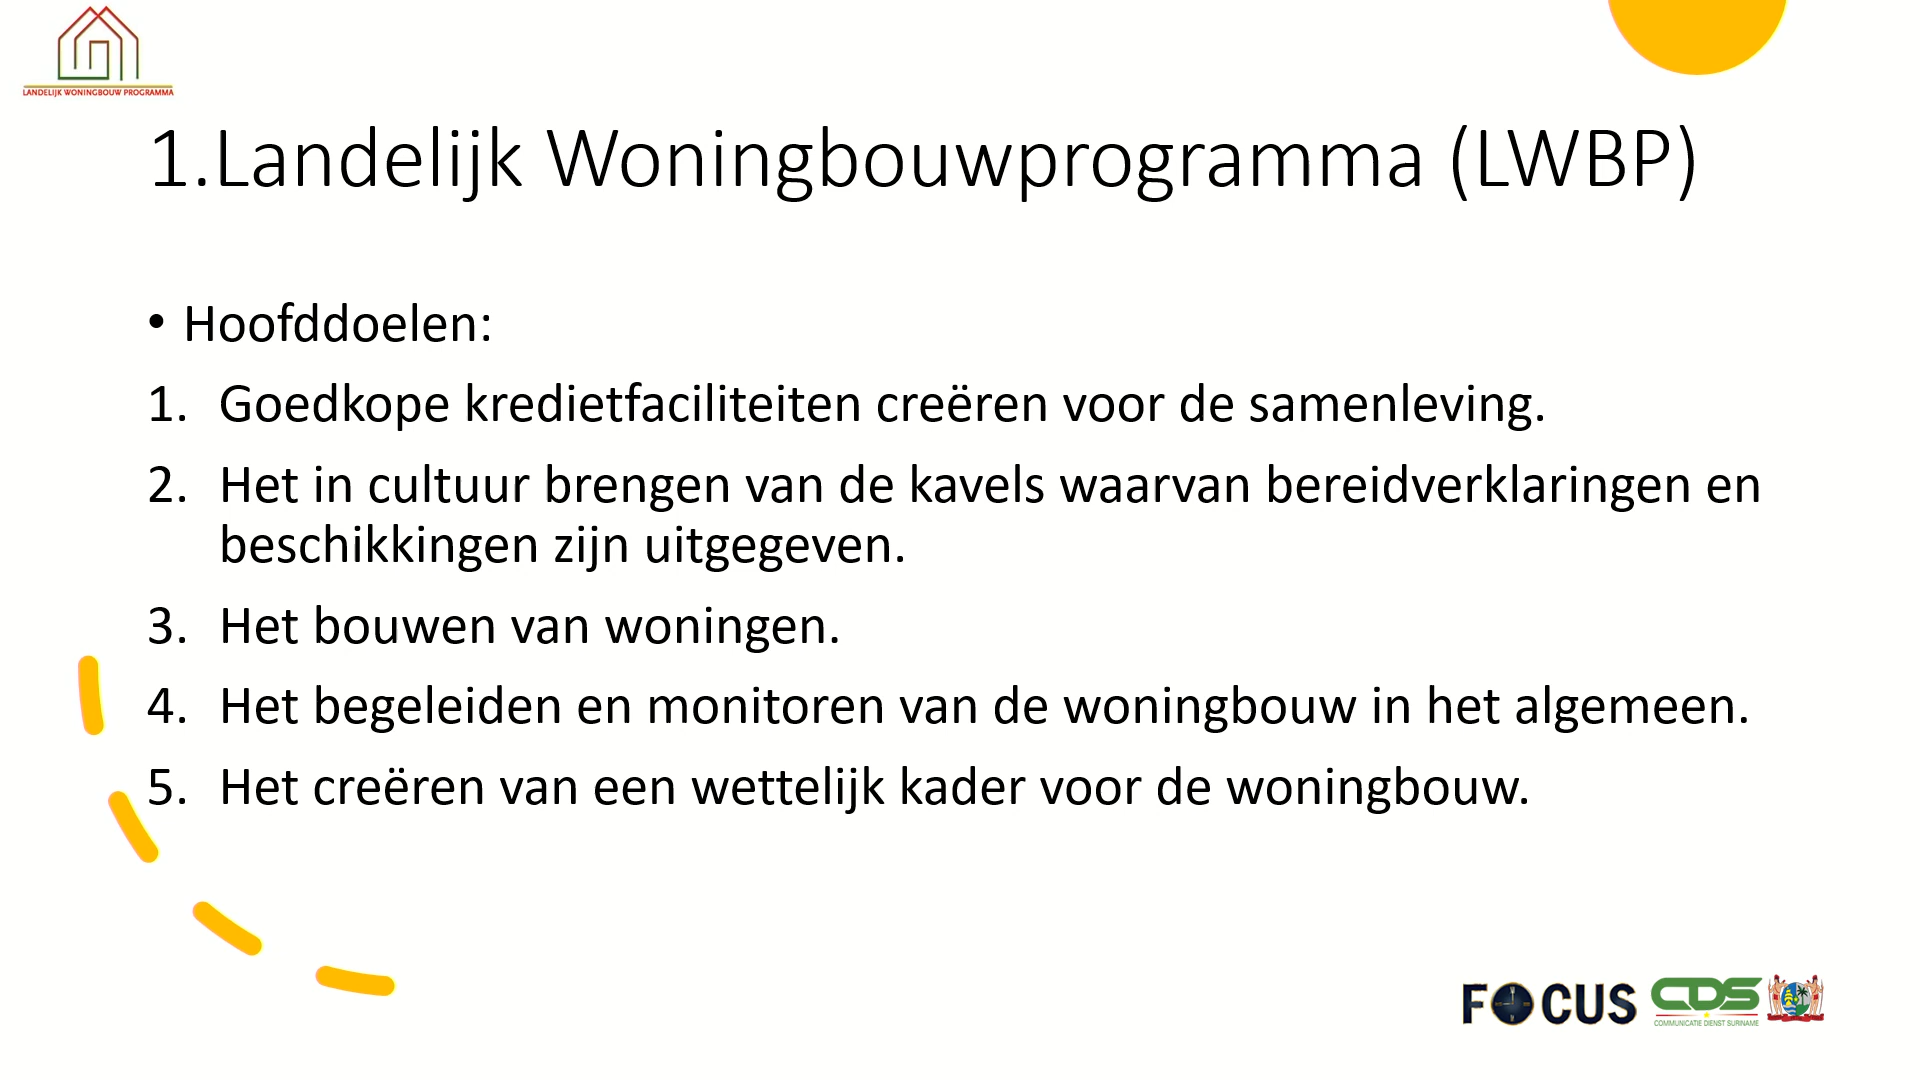 LANDELIJK WONINGBOUW PROGRAMMA
1.Landelijk Woningbouwprogramma (LWBP)
• Hoofddoelen:
1. Goedkope kredietfaciliteiten creëren voor de samenleving.
2. Het in cultuur brengen van de kavels waarvan bereidverklaringen en
beschikkingen zijn uitgegeven.
3. Het bouwen van woningen.
4. Het begeleiden en monitoren van de woningbouw in het algemeen.
5. Het creëren van een wettelijk kader voor de woningbouw.
FOCUS
CDS
COMMUNICATIE DIENST SURINAME